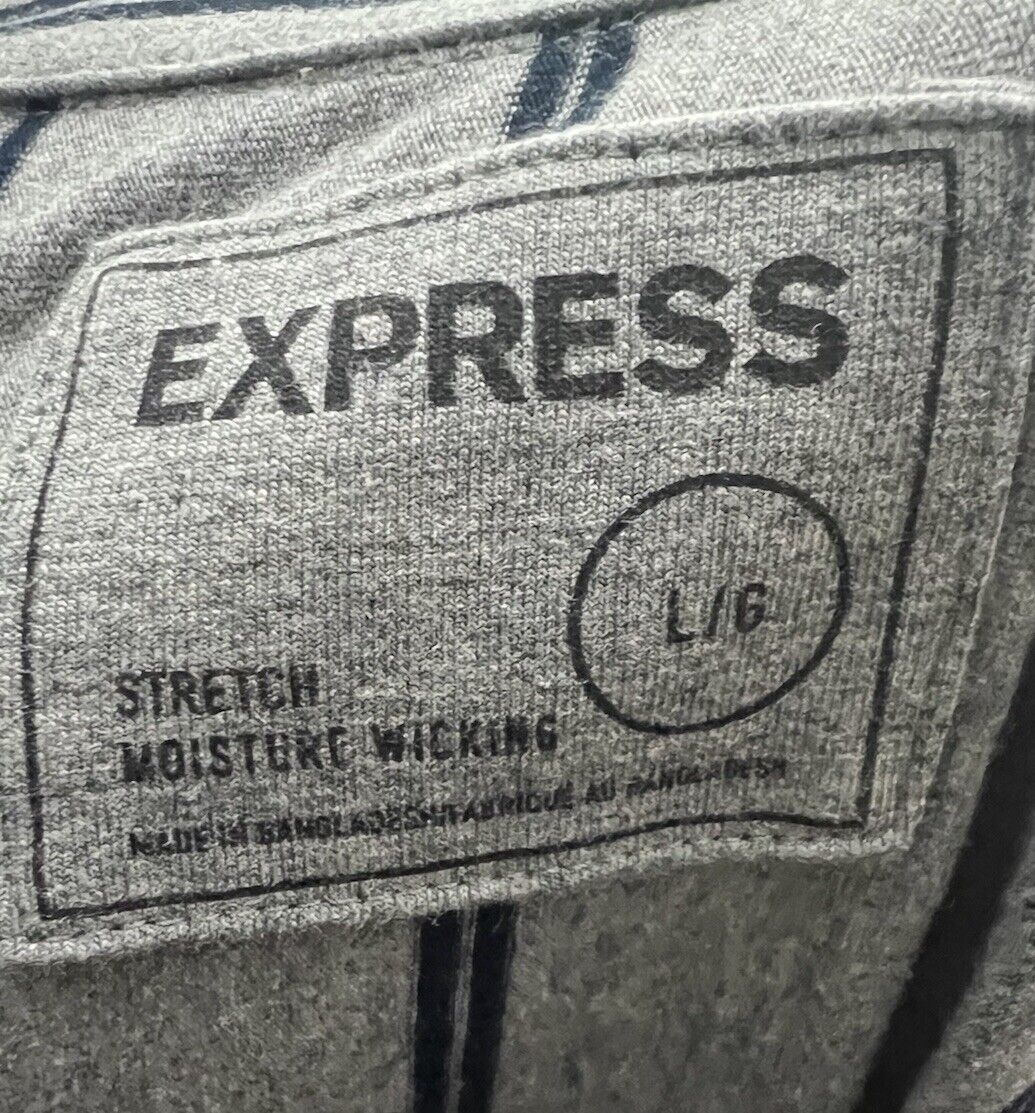 EXPRESS
L/G
STRETCH
MOISTURE WICKING
MADE IN BANGLADESH/FABRIQUE AU BANGLADESH